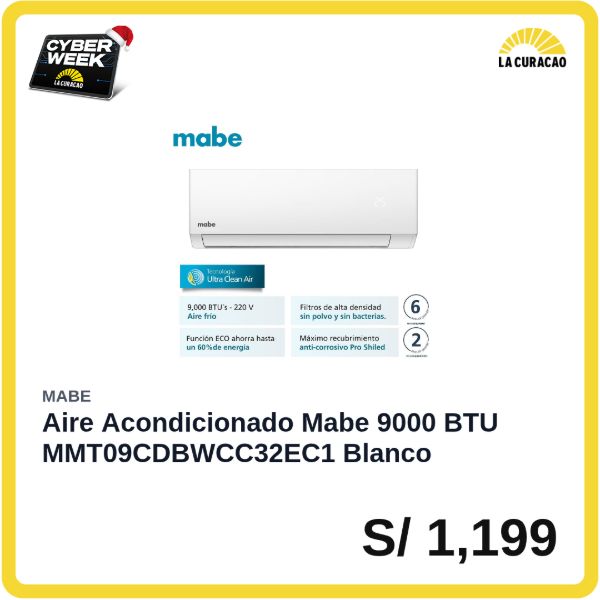 CYBER
WEEK
LA CURACAO
LA CURACAO
mabe
mabe
Tecnología
Ultra Clean Air
9,000 BTU's - 220 V
Aire frío
Filtros de alta densidad
sin polvo y sin bacterias.
6
Función ECO ahorra hasta
un 60% de energía
Máximo recubrimiento
anti-corrosivo Pro Shiled
2
MABE
Aire Acondicionado Mabe 9000 BTU
MMT09CDBWCC32EC1 Blanco
S/ 1,199